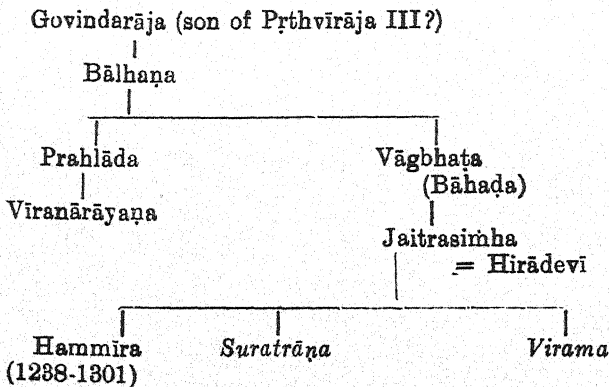 Govindarāja (son of Pṛthvīrāja III?)
Bālhaṇa
Prahlāda Vāgbhaṭa
(Bāhaḍa)
Vīranārāyaṇa
Jaitrasiṁha
= Hirādevī
Hammīra Suratrāṇa Virama
(1238-1301)